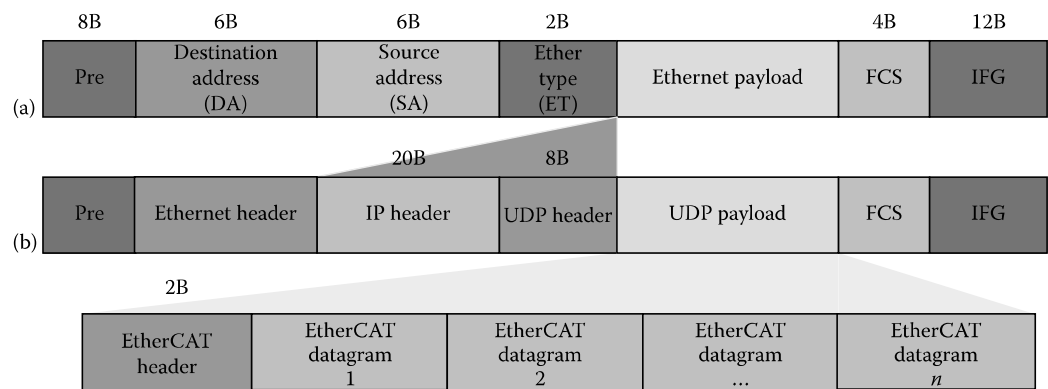 8B 6B 6B 2B 4B 12B
(a) Pre Destination address (DA) Source address (SA) Ether type (ET) Ethernet payload FCS IFG
20B 8B
(b) Pre Ethernet header IP header UDP header UDP payload FCS IFG
2B
EtherCAT header EtherCAT datagram 1 EtherCAT datagram 2 EtherCAT datagram ... EtherCAT datagram n